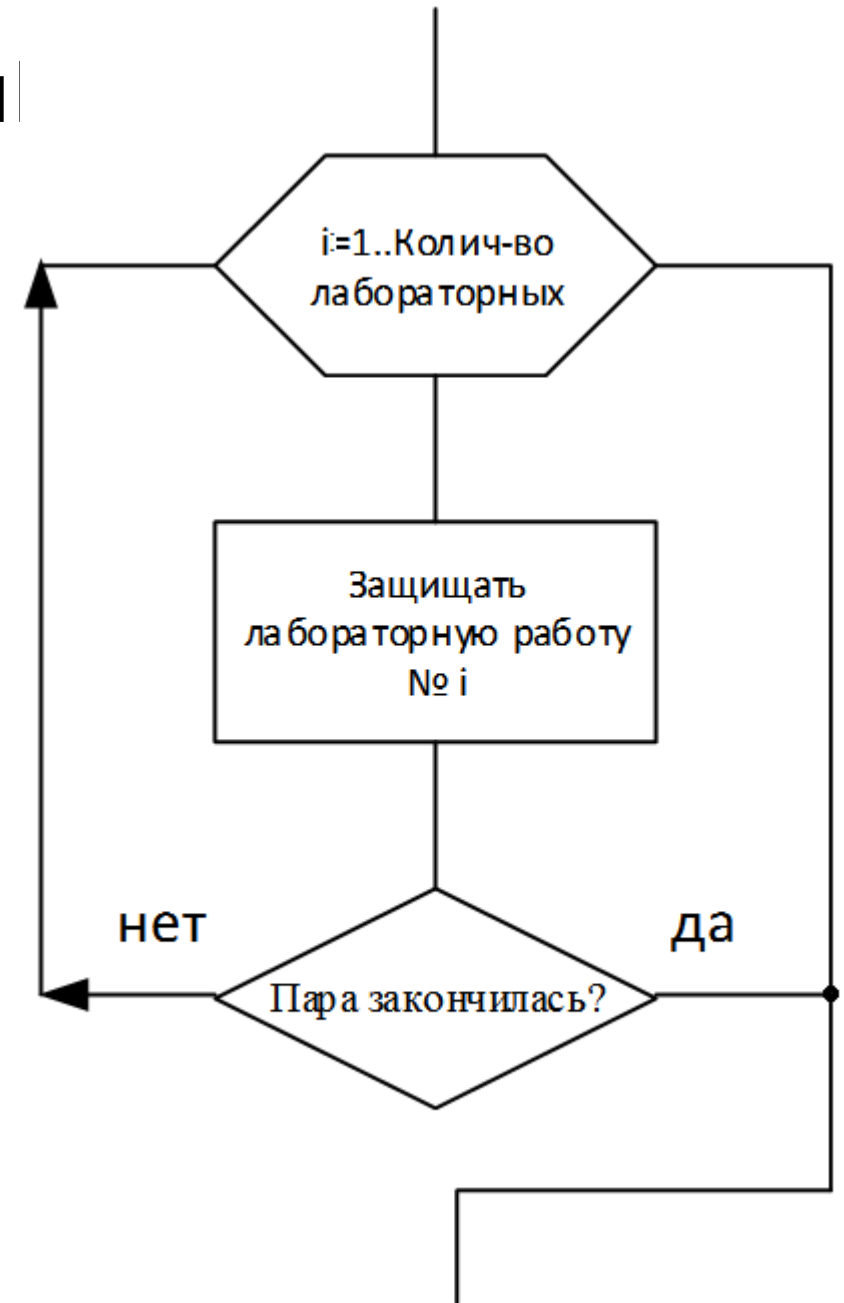 i:=1..Колич-во
лабораторных
Защищать
лабораторную работу
№ i
нет
да
Пара закончилась?